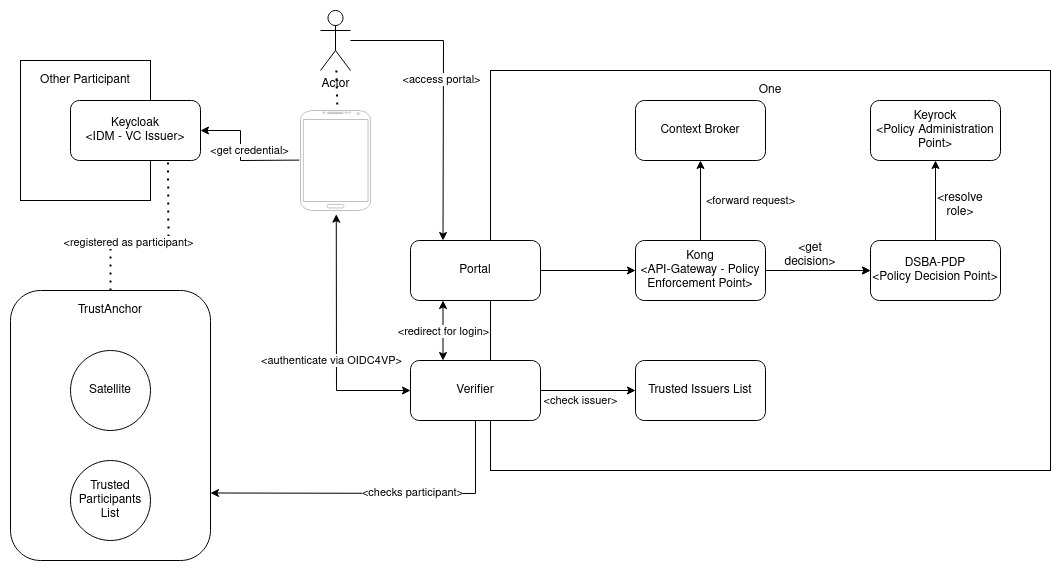 Actor
<access portal>
Other Participant
Keycloak
<IDM - VC Issuer>
<get credential>
<registered as participant>
TrustAnchor
Satellite
Trusted
Participants
List
One
Context Broker
Keyrock
<Policy Administration
Point>
<forward request>
<resolve
role>
Portal
Kong
<API-Gateway - Policy
Enforcement Point>
<get
decision>
DSBA-PDP
<Policy Decision Point>
<redirect for login>
<authenticate via OIDC4VP>
Verifier
<check issuer>
Trusted Issuers List
<checks participant>